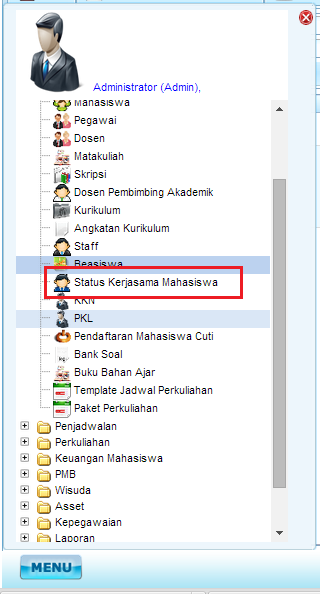 Administrator (Admin),
Mahasiswa
Pegawai
Dosen
Matakuliah
Skripsi
Dosen Pembimbing Akademik
Kurikulum
Angkatan Kurikulum
Staff
Beasiswa
Status Kerjasama Mahasiswa
KKN
PKL
Pendaftaran Mahasiswa Cuti
Bank Soal
Buku Bahan Ajar
Template Jadwal Perkuliahan
Paket Perkuliahan
Penjadwalan
Perkuliahan
Keuangan Mahasiswa
PMB
Wisuda
Asset
Kepegawaian
Laporan
MENU